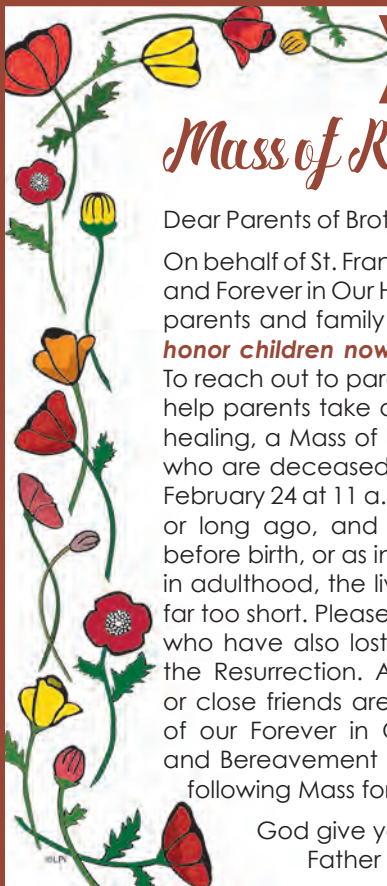 Mass of R
Dear Parents of Brot
On behalf of St. Fran
and Forever in Our H
parents and family
honor children now
To reach out to pare
help parents take c
healing, a Mass of
who are deceased
February 24 at 11 a.
or long ago, and
before birth, or as in
in adulthood, the liv
far too short. Please
who have also lost
the Resurrection. A
or close friends are
of our Forever in C
and Bereavement
following Mass for
God give yo
Father
©LPi